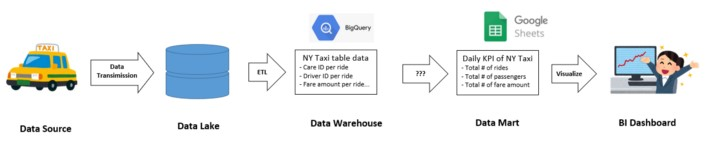 TAXI
Data
Transmission
ETL
BigQuery
NY Taxi table data
- Care ID per ride
- Driver ID per ride
- Fare amount per ride...
???
Google
Sheets
Daily KPI of NY Taxi
- Total # of rides
- Total # of passengers
- Total # of fare amount
Visualize
Data Source
Data Lake
Data Warehouse
Data Mart
BI Dashboard